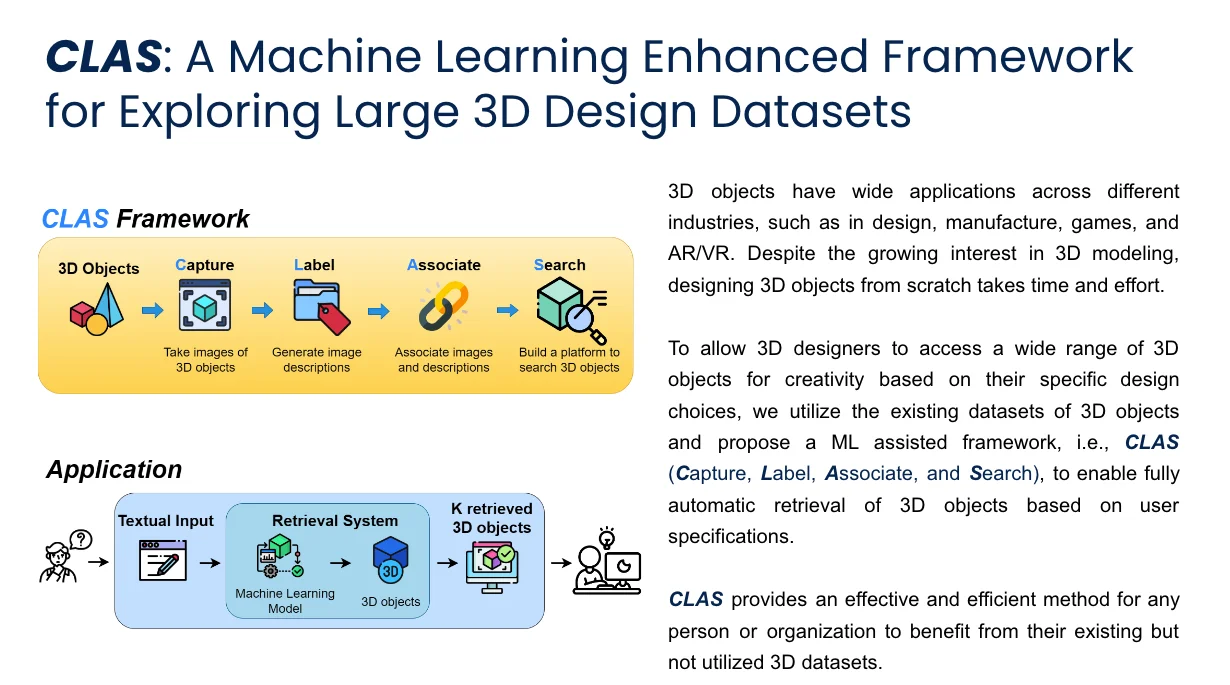 CLAS: A Machine Learning Enhanced Framework
for Exploring Large 3D Design Datasets
CLAS Framework
3D Objects
Capture
Label
Associate
Search
Take images of
3D objects
Generate image
descriptions
Associate images
and descriptions
Build a platform to
search 3D objects
Application
?
Textual Input
Retrieval System
Machine Learning
Model
3D
3D objects
K retrieved
3D objects
3D objects have wide applications across different
industries, such as in design, manufacture, games, and
AR/VR. Despite the growing interest in 3D modeling,
designing 3D objects from scratch takes time and effort.
To allow 3D designers to access a wide range of 3D
objects for creativity based on their specific design
choices, we utilize the existing datasets of 3D objects
and propose a ML assisted framework, i.e., CLAS
(Capture, Label, Associate, and Search), to enable fully
automatic retrieval of 3D objects based on user
specifications.
CLAS provides an effective and efficient method for any
person or organization to benefit from their existing but
not utilized 3D datasets.